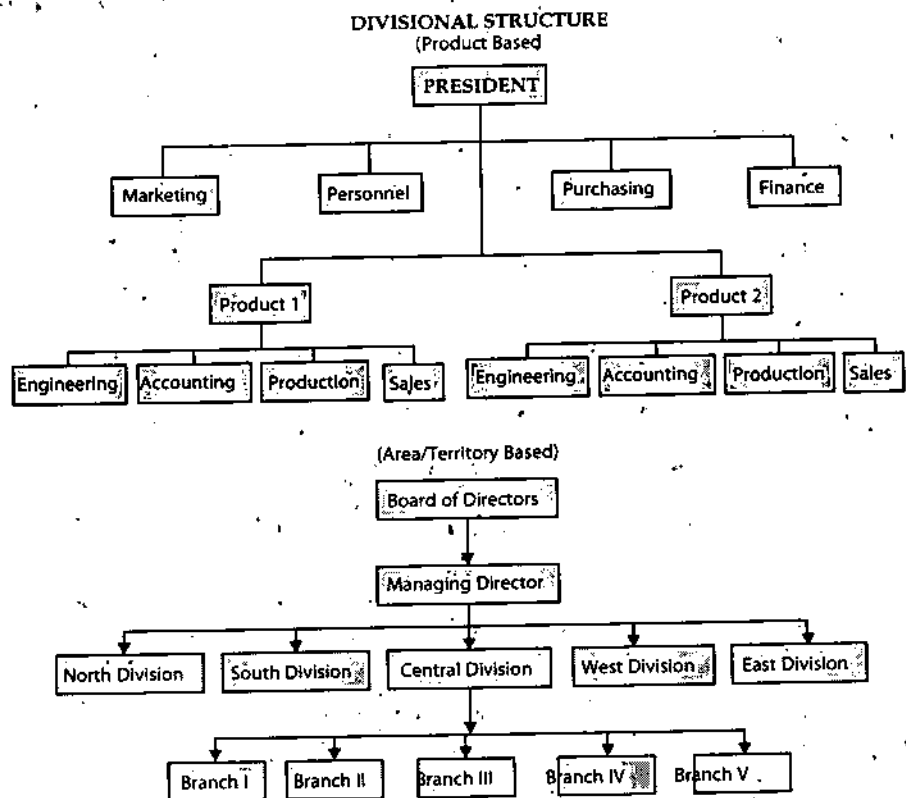 DIVISIONAL STRUCTURE
(Product Based
PRESIDENT
Marketing Personnel Purchasing Finance
Product 1 Product 2
Engineering Accounting Production Sales Engineering Accounting Production Sales
(Area/Territory Based)
Board of Directors
Managing Director
North Division South Division Central Division West Division East Division
Branch I Branch II Branch III Branch IV Branch V